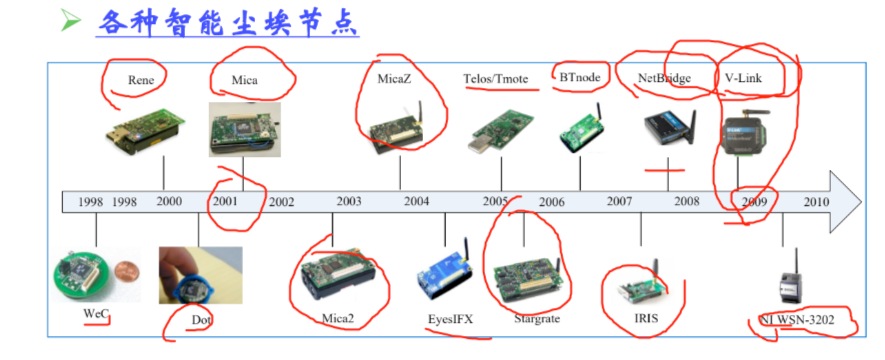 各种智能尘埃节点
Rene Mica MicaZ Telos/Tmote BTnode NetBridge V-Link
1998 1998 2000 2001 2002 2003 2004 2005 2006 2007 2008 2009 2010
WeC Dot Mica2 EyesIFX Stargrate IRIS NI WSN-3202